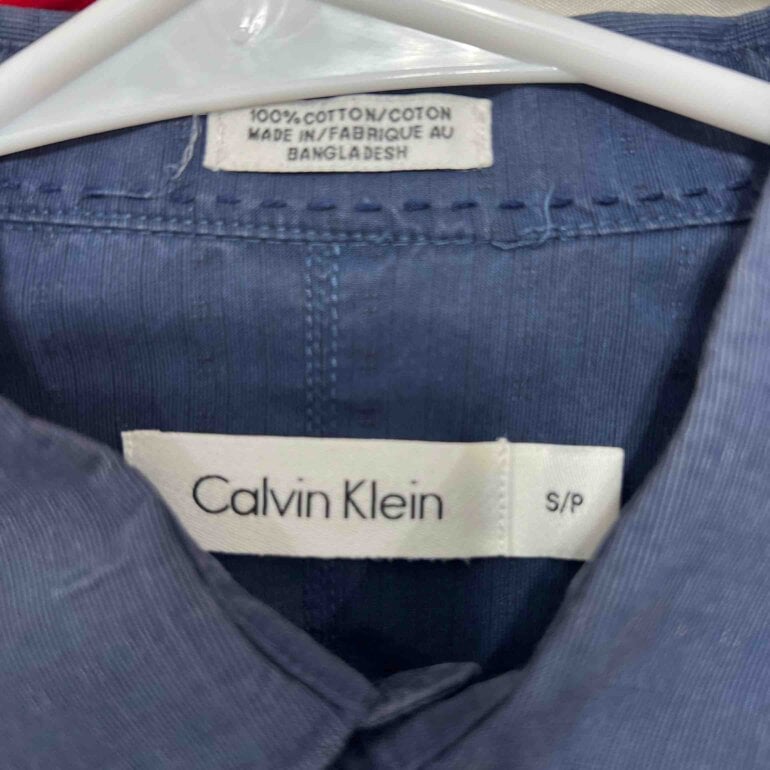 100% COTTON/COTON
MADE IN/FABRIQUE AU
BANGLADESH
Calvin Klein
S/P